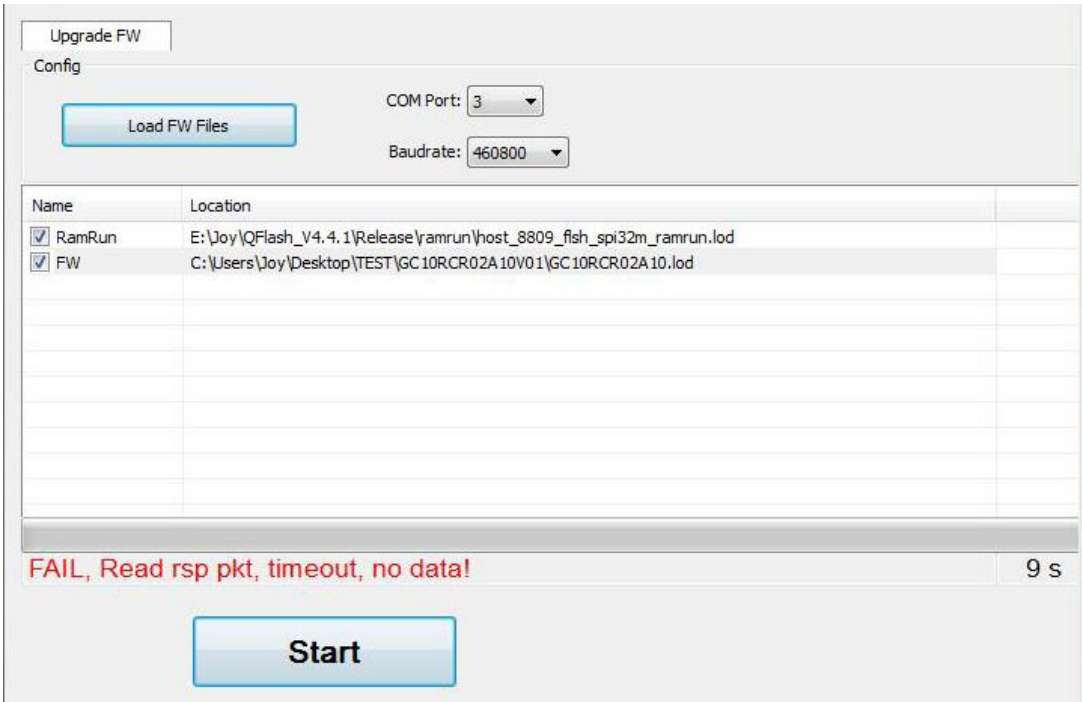 Upgrade FW
Config
Load FW Files
COM Port: 3
Baudrate: 460800
Name Location
RamRun E:\Joy\QFlash_V4.4.1\Release\ramrun\host_8809_flsh_spi32m_ramrun.lod
FW C:\Users\Joy\Desktop\TEST\GC10RCR02A10V01\GC10RCR02A10.lod
FAIL, Read rsp pkt, timeout, no data! 9 s
Start